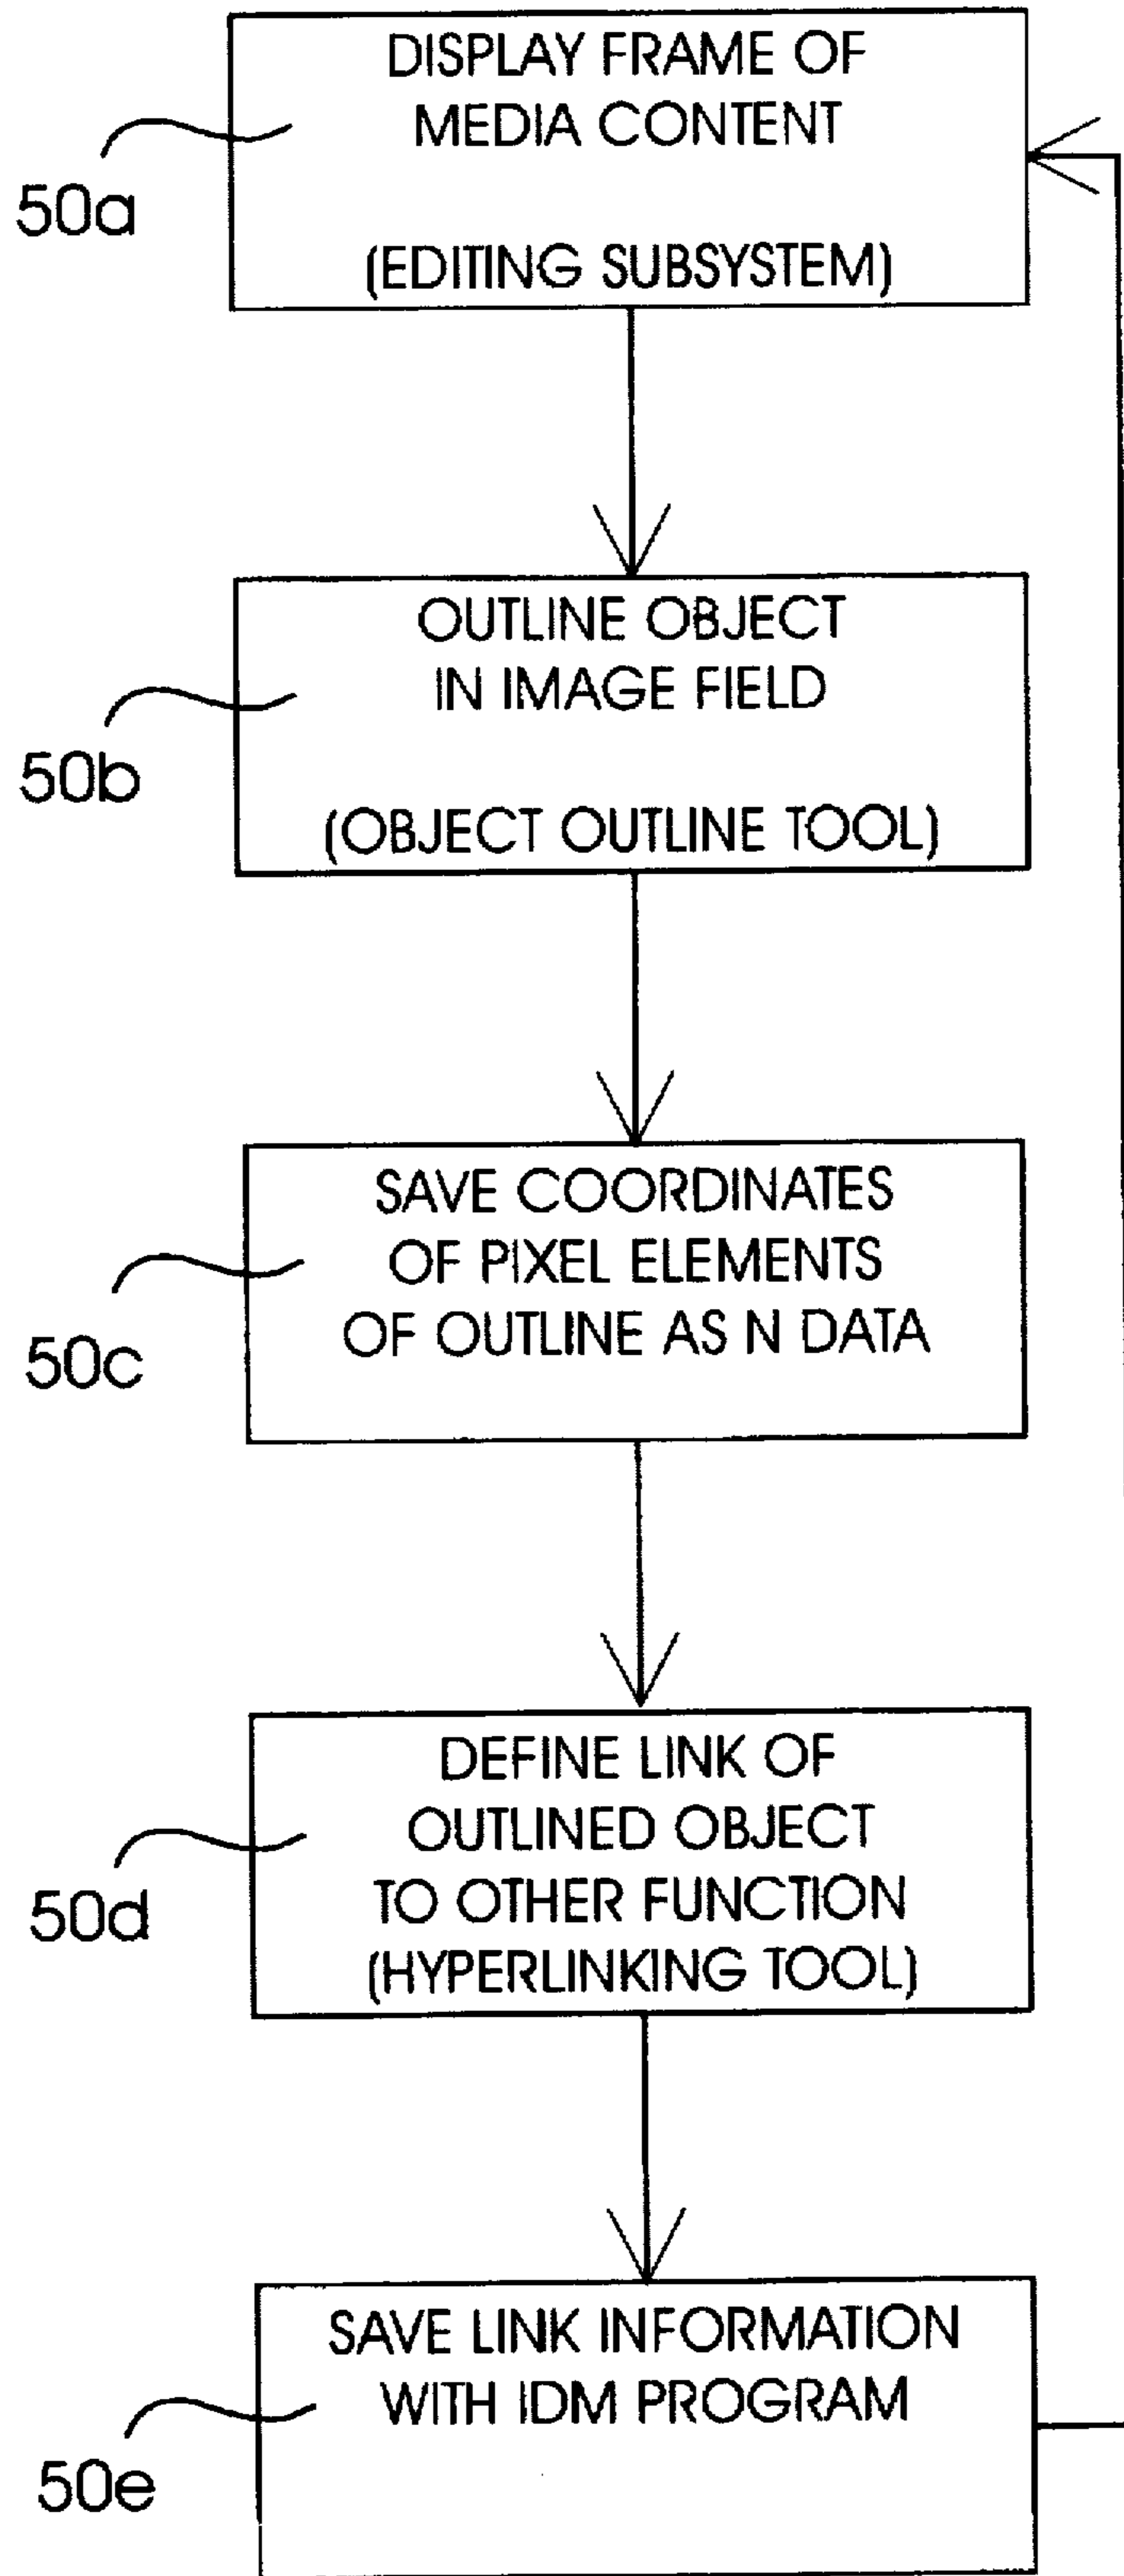 DISPLAY FRAME OF
MEDIA CONTENT
(EDITING SUBSYSTEM)
50a
OUTLINE OBJECT
IN IMAGE FIELD
(OBJECT OUTLINE TOOL)
50b
SAVE COORDINATES
OF PIXEL ELEMENTS
OF OUTLINE AS N DATA
50c
DEFINE LINK OF
OUTLINED OBJECT
TO OTHER FUNCTION
(HYPERLINKING TOOL)
50d
SAVE LINK INFORMATION
WITH IDM PROGRAM
50e